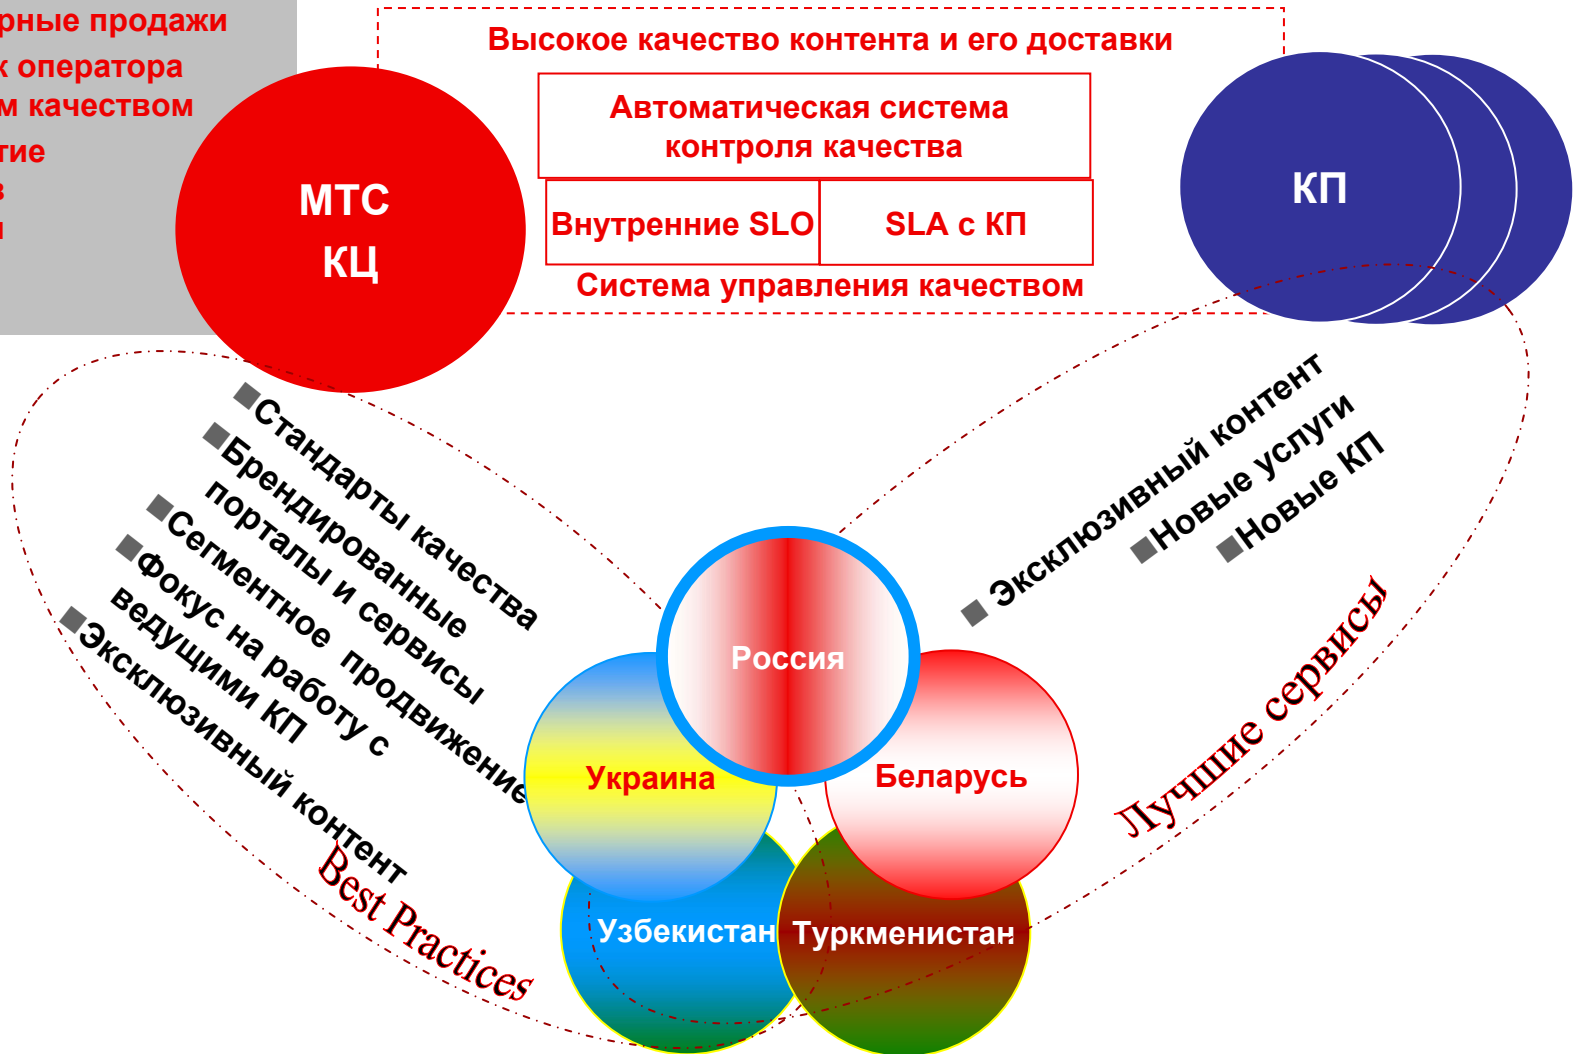 продажи
оператора
качеством
Высокое качество контента и его доставки
Автоматическая система
контроля качества
Внутренние SLO
SLA с КП
Система управления качеством
МТС
КЦ
КП
Стандарты качества
Брендированные
порталы и сервисы
Сегментное продвижение
Фокус на работу с
ведущими КП
Эксклюзивный контент
Best Practices
Эксклюзивный контент
Новые услуги
Новые КП
Лучшие сервисы
Россия
Украина
Беларусь
Узбекистан
Туркменистан